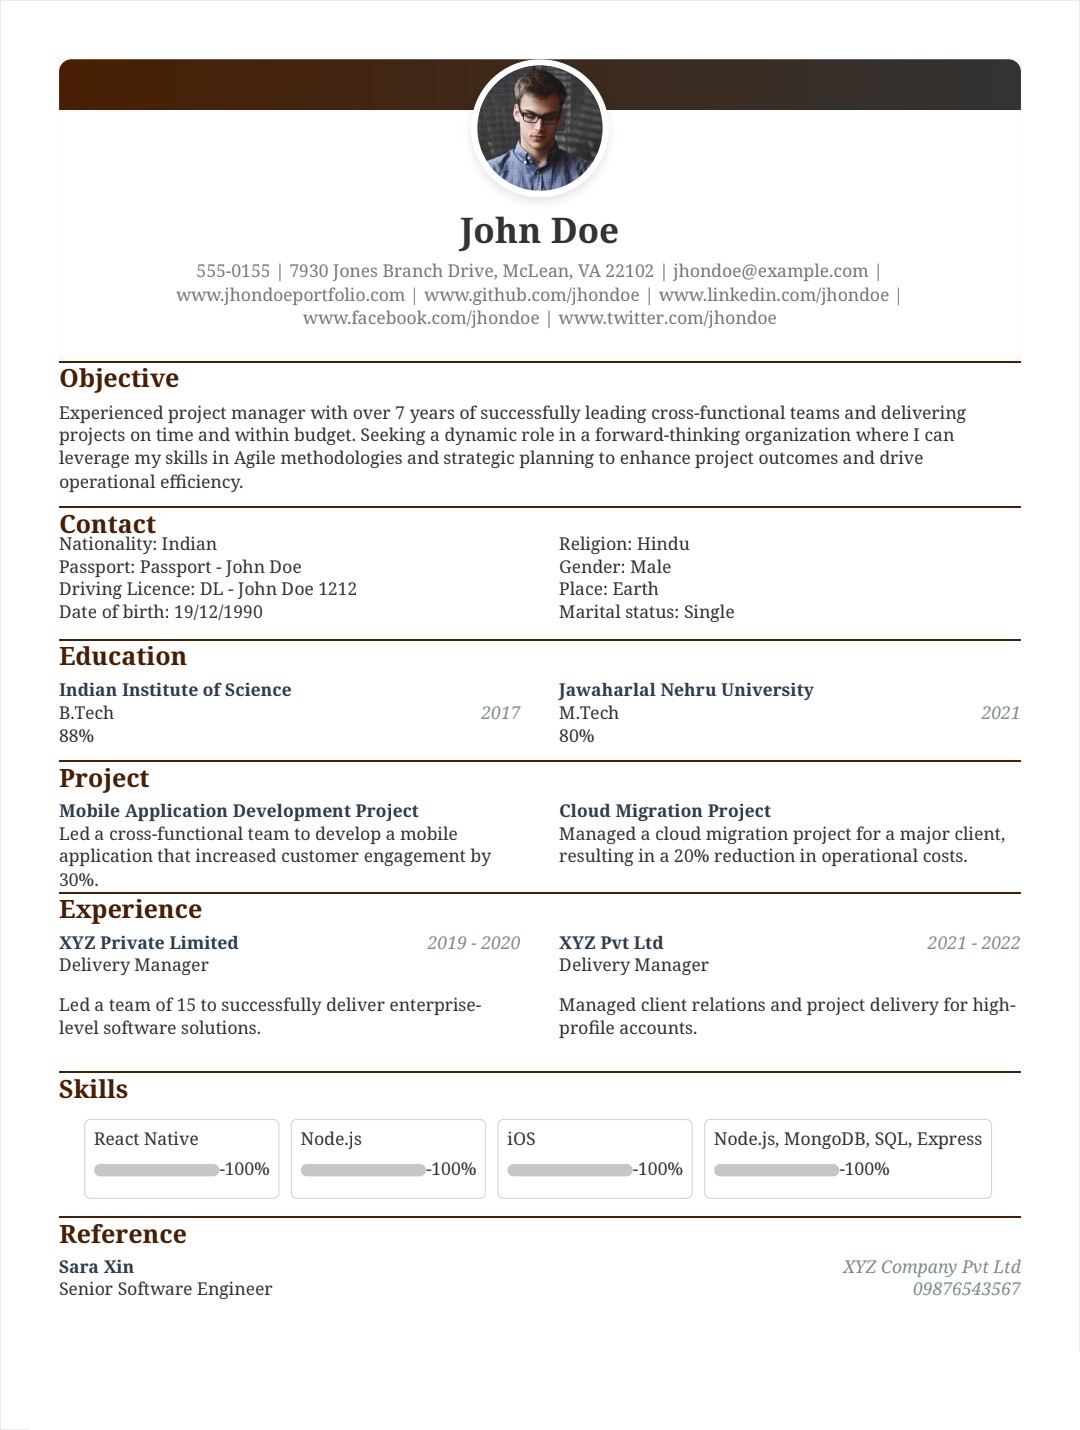 John Doe
555-0155 | 7930 Jones Branch Drive, McLean, VA 22102 | jhondoe@example.com |
www.jhondoeportfolio.com | www.github.com/jhondoe | www.linkedin.com/jhondoe |
www.facebook.com/jhondoe | www.twitter.com/jhondoe
Objective
Experienced project manager with over 7 years of successfully leading cross-functional teams and delivering
projects on time and within budget. Seeking a dynamic role in a forward-thinking organization where I can
leverage my skills in Agile methodologies and strategic planning to enhance project outcomes and drive
operational efficiency.
Contact
Nationality: Indian
Passport: Passport - John Doe
Driving Licence: DL - John Doe 1212
Date of birth: 19/12/1990
Religion: Hindu
Gender: Male
Place: Earth
Marital status: Single
Education
Indian Institute of Science
B.Tech 2017
88%
Jawaharlal Nehru University
M.Tech 2021
80%
Project
Mobile Application Development Project
Led a cross-functional team to develop a mobile
application that increased customer engagement by
30%.
Cloud Migration Project
Managed a cloud migration project for a major client,
resulting in a 20% reduction in operational costs.
Experience
XYZ Private Limited 2019 - 2020
Delivery Manager
Led a team of 15 to successfully deliver enterprise-
level software solutions.
XYZ Pvt Ltd 2021 - 2022
Delivery Manager
Managed client relations and project delivery for high-
profile accounts.
Skills
React Native
-100%
Node.js
-100%
iOS
-100%
Node.js, MongoDB, SQL, Express
-100%
Reference
Sara Xin XYZ Company Pvt Ltd
Senior Software Engineer 09876543567